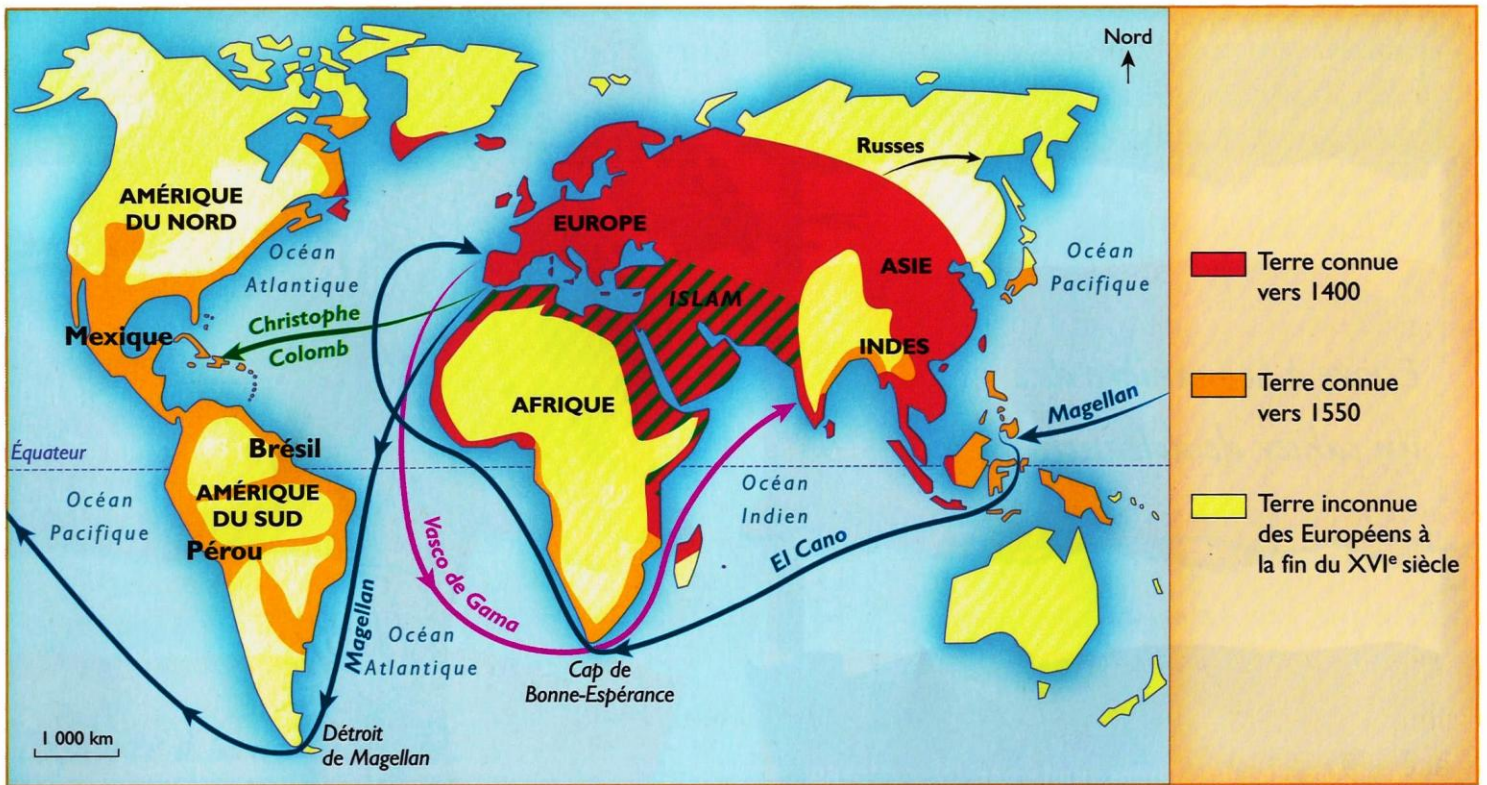 Nord
Russes
AMÉRIQUE
DU NORD
EUROPE
Océan
Atlantique
ASIE
Océan
Pacifique
ISLAM
Christophe
Colomb
Mexique
INDES
AFRIQUE
Magellan
Brésil
Équateur
AMÉRIQUE
DU SUD
Océan
Pacifique
Océan
Indien
Pérou
Vasco de Gama
El Cano
Magellan
Océan
Atlantique
Cap de
Bonne-Espérance
Détroit
de Magellan
1 000 km
Terre connue
vers 1400
Terre connue
vers 1550
Terre inconnue
des Européens à
la fin du XVIe siècle